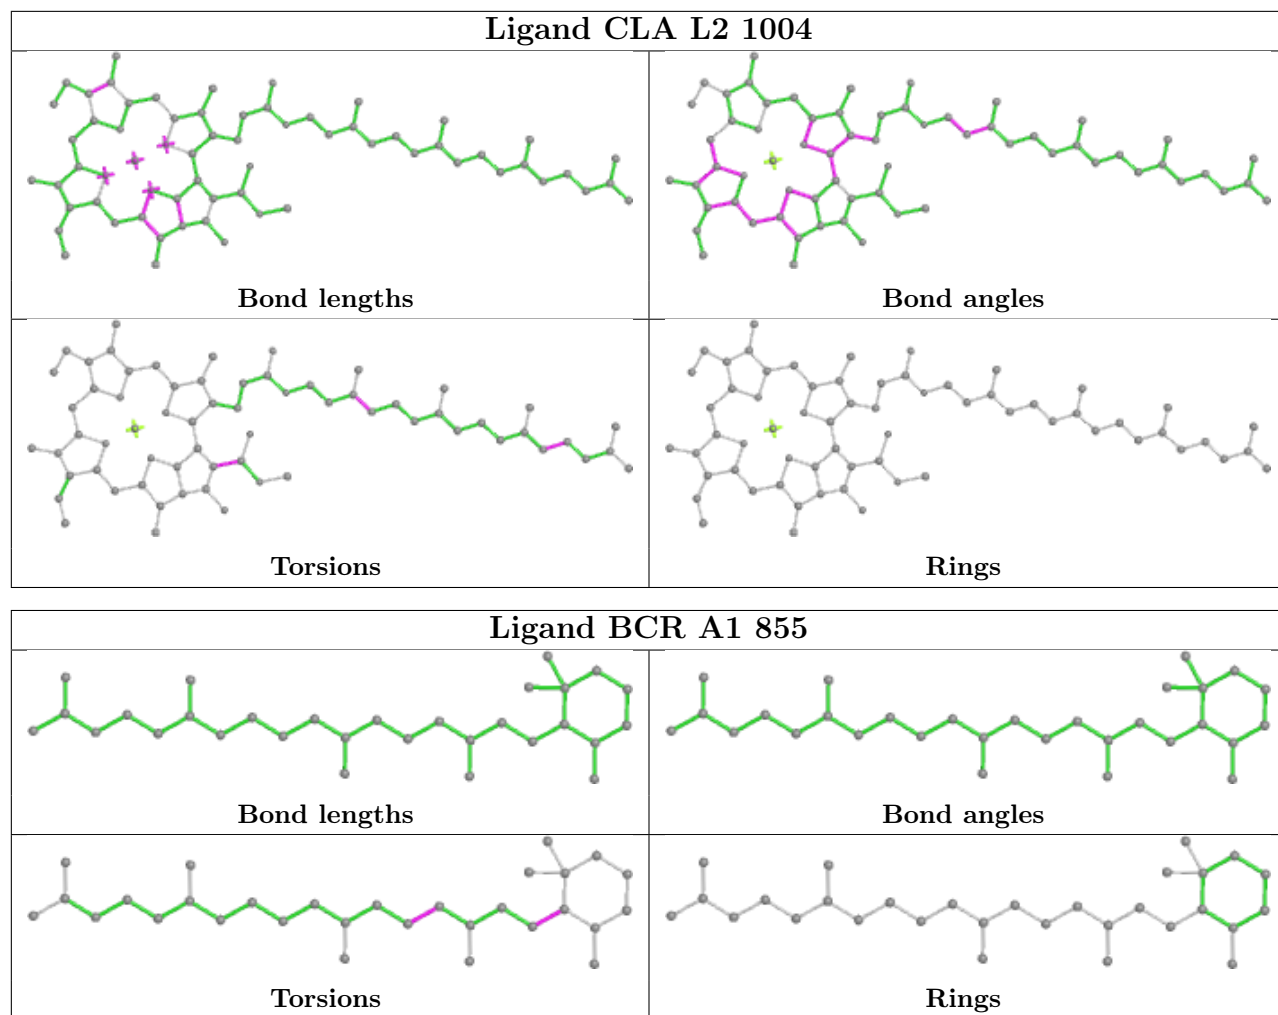 Ligand CLA L2 1004
Bond lengths
Bond angles
Torsions
Rings
Ligand BCR A1 855
Bond lengths
Bond angles
Torsions
Rings